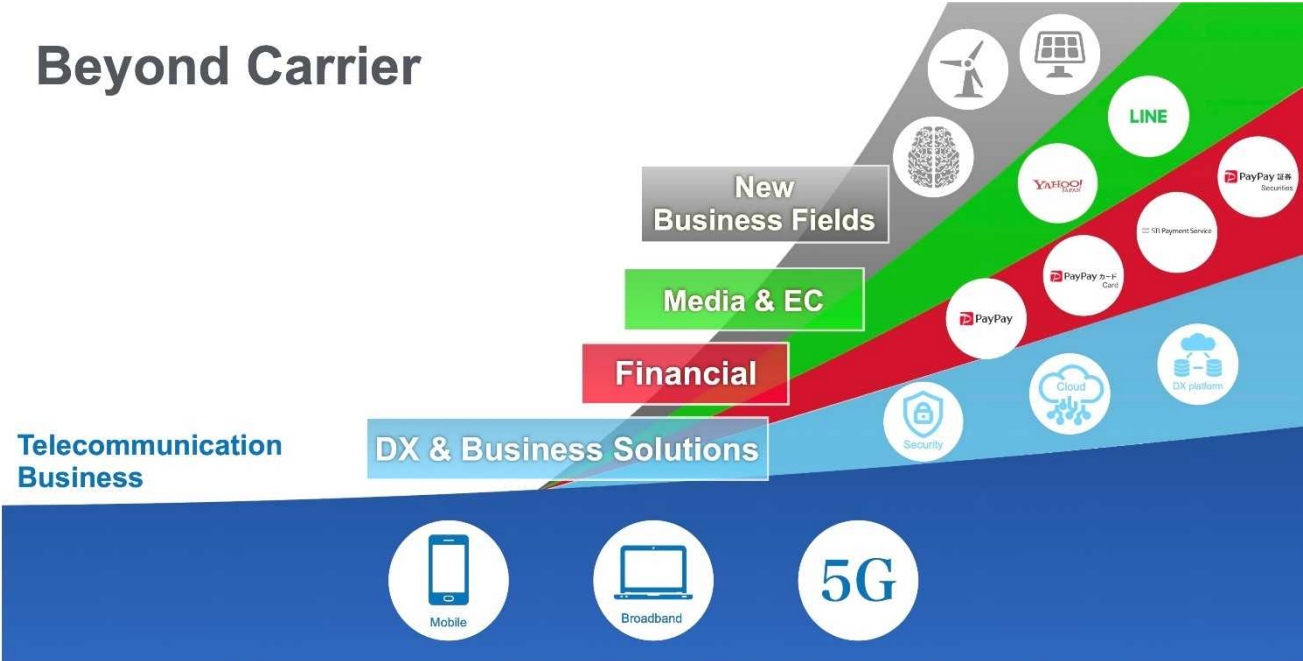 Beyond Carrier
LINE
YAHOO!
JAPAN
PayPay 証券
Securities
New
Business Fields
SB Payment Service
PayPay カード
Card
Media & EC
PayPay
Financial
DX platform
Cloud
Security
Telecommunication
Business
DX & Business Solutions
Mobile
Broadband
5G